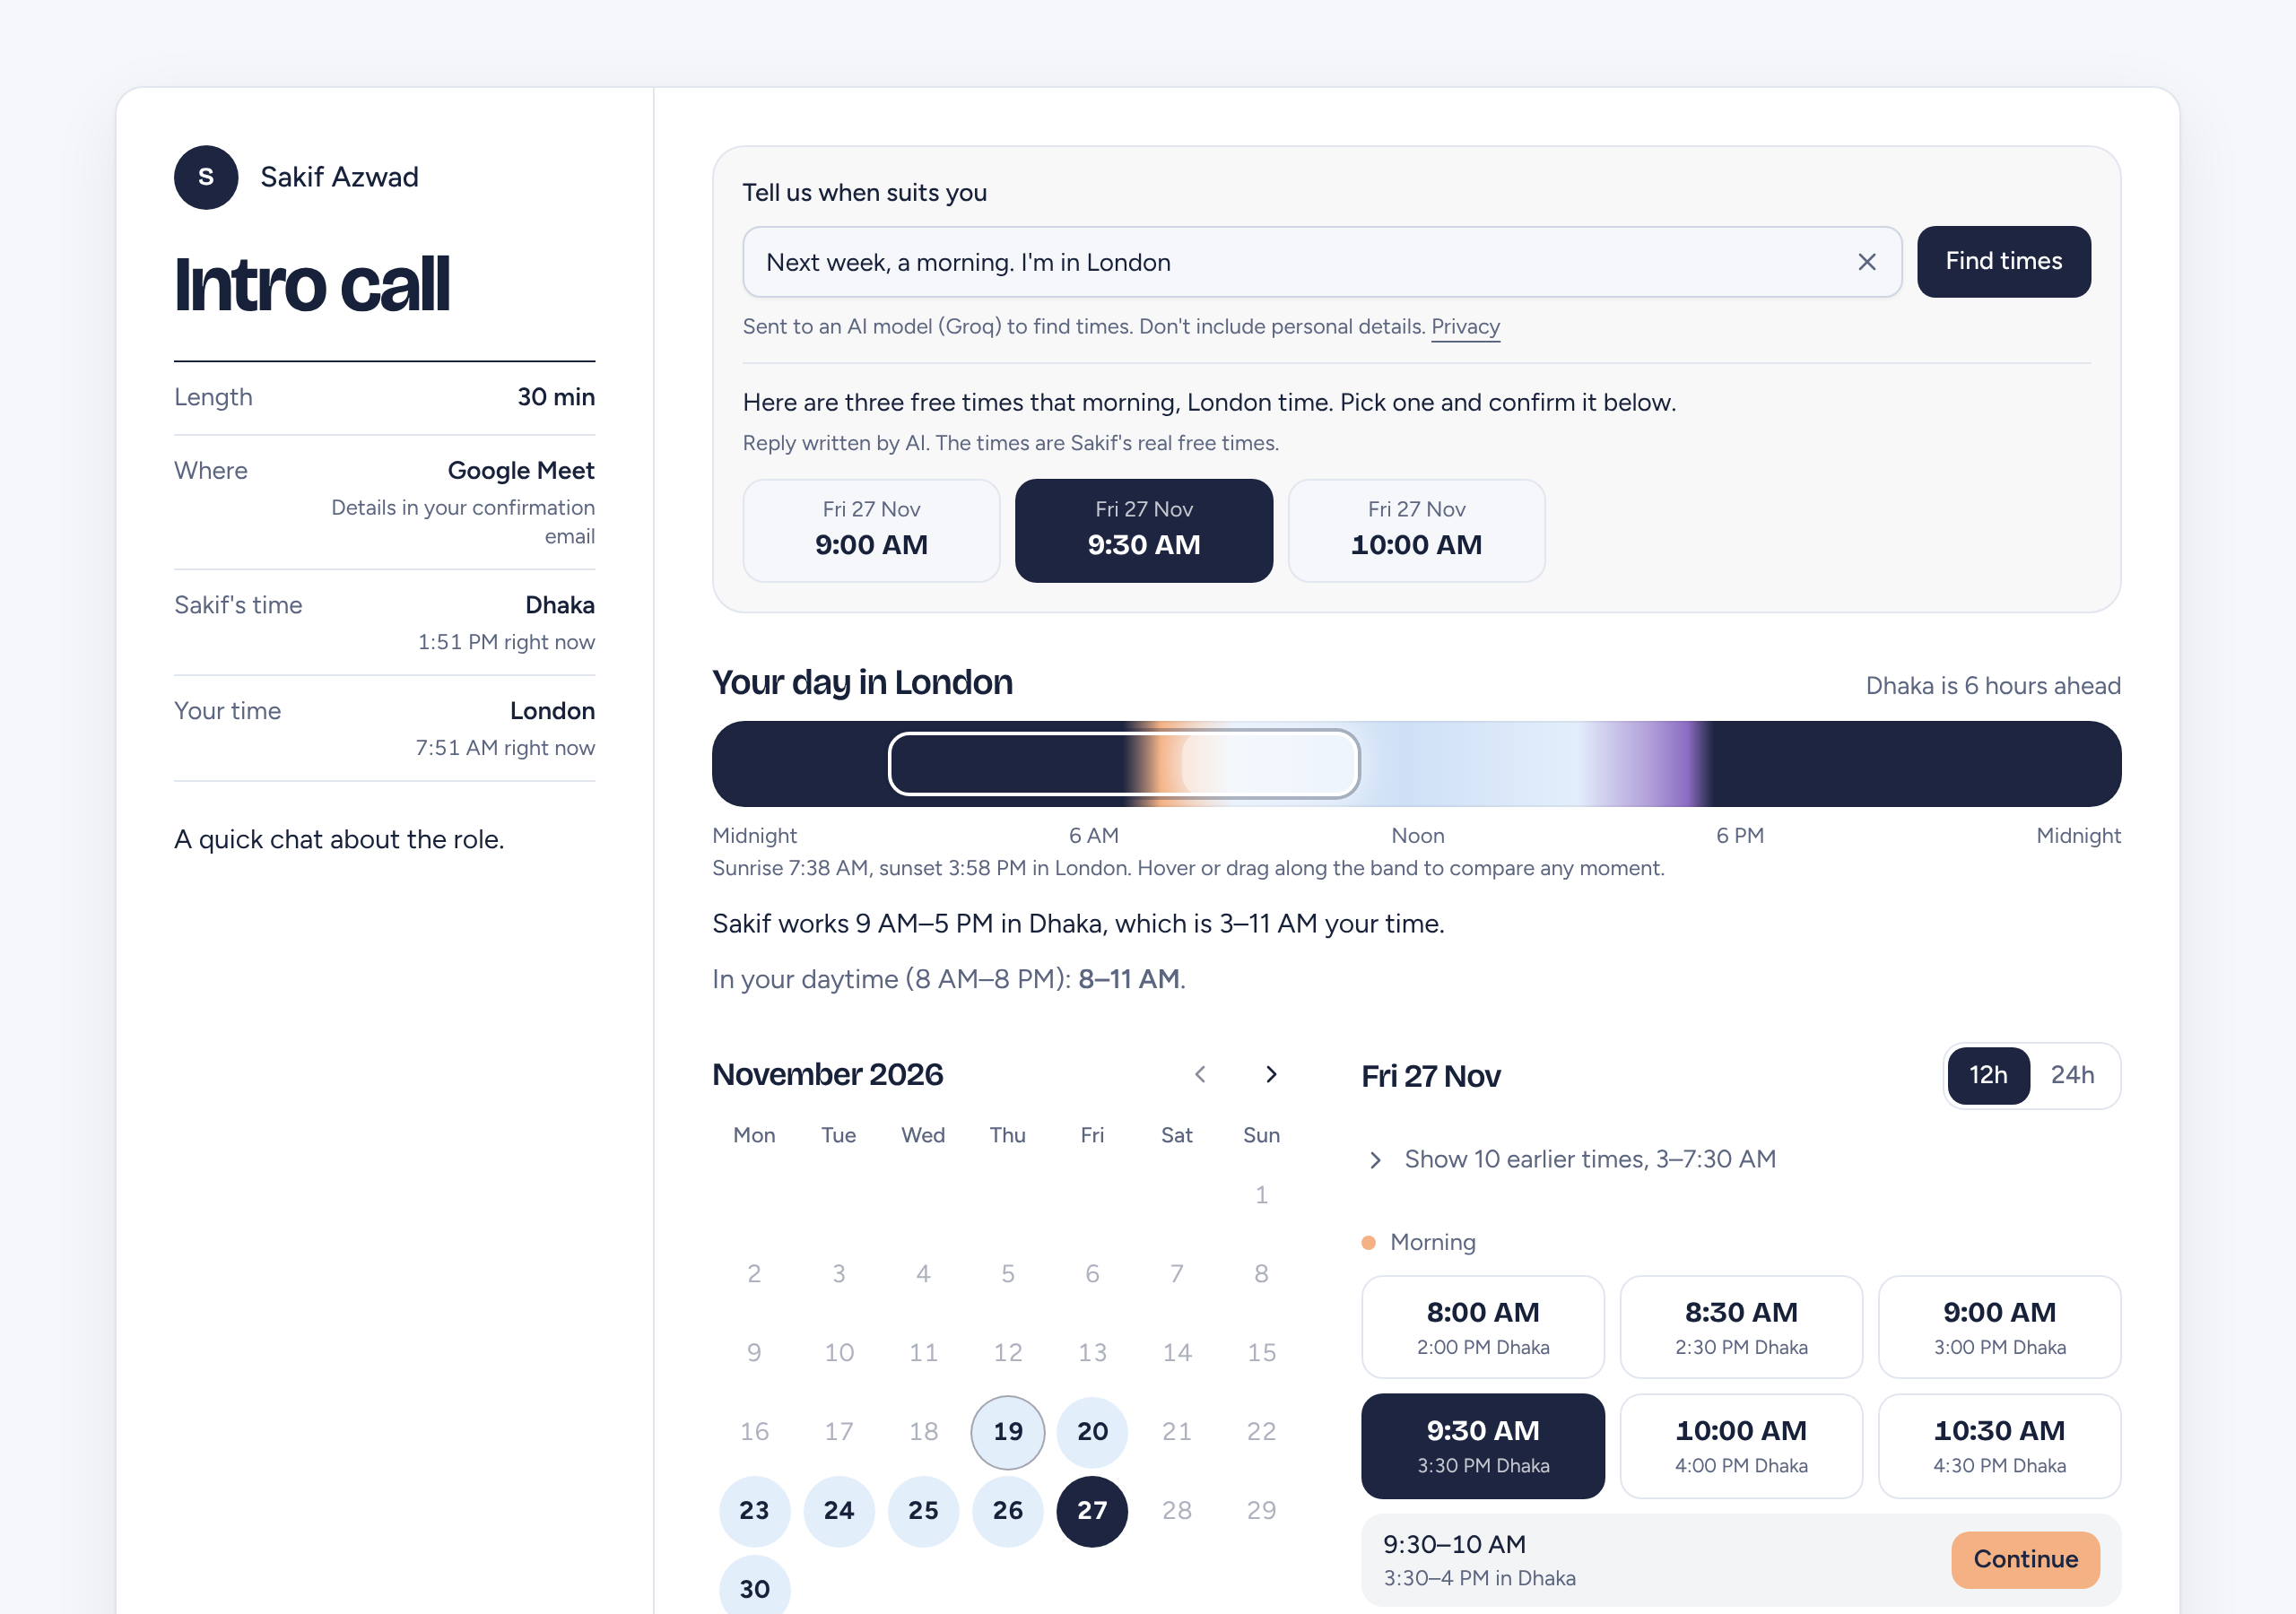 S
Sakif Azwad
Intro call
Length 30 min
Where Google Meet
Details in your confirmation
email
Sakif's time Dhaka
1:51 PM right now
Your time London
7:51 AM right now
A quick chat about the role.
Tell us when suits you
Next week, a morning. I'm in London
Find times
Sent to an AI model (Groq) to find times. Don't include personal details. Privacy
Here are three free times that morning, London time. Pick one and confirm it below.
Reply written by AI. The times are Sakif's real free times.
Fri 27 Nov Fri 27 Nov Fri 27 Nov
9:00 AM 9:30 AM 10:00 AM
Your day in London Dhaka is 6 hours ahead
Midnight 6 AM Noon 6 PM Midnight
Sunrise 7:38 AM, sunset 3:58 PM in London. Hover or drag along the band to compare any moment.
Sakif works 9 AM–5 PM in Dhaka, which is 3–11 AM your time.
In your daytime (8 AM–8 PM): 8–11 AM.
November 2026
Mon Tue Wed Thu Fri Sat Sun
1
2 3 4 5 6 7 8
9 10 11 12 13 14 15
16 17 18 19 20 21 22
23 24 25 26 27 28 29
30
Fri 27 Nov 12h 24h
Show 10 earlier times, 3–7:30 AM
Morning
8:00 AM 8:30 AM 9:00 AM
2:00 PM Dhaka 2:30 PM Dhaka 3:00 PM Dhaka
9:30 AM 10:00 AM 10:30 AM
3:30 PM Dhaka 4:00 PM Dhaka 4:30 PM Dhaka
9:30–10 AM
3:30–4 PM in Dhaka
Continue